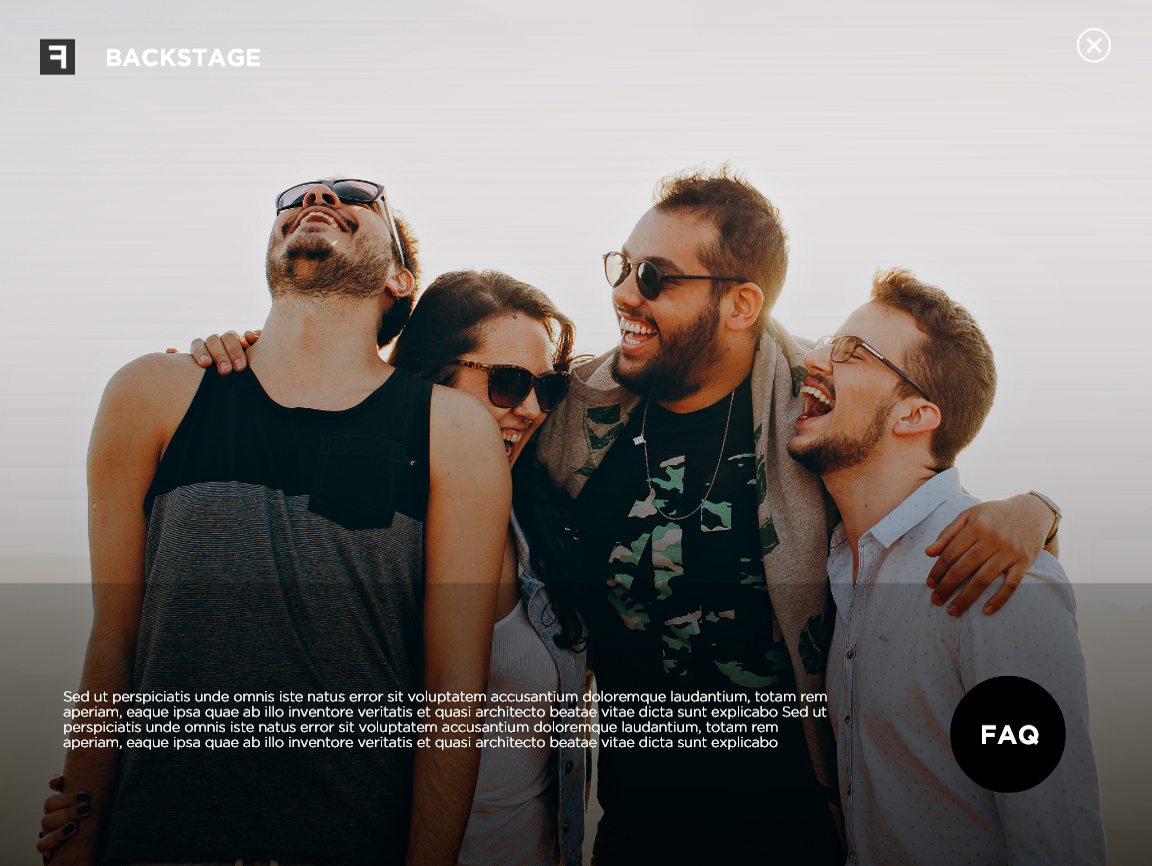 BACKSTAGE
Sed ut perspiciatis unde omnis iste natus error sit voluptatem accusantium doloremque laudantium, totam rem
aperiam, eaque ipsa quae ab illo inventore veritatis et quasi architecto beatae vitae dicta sunt explicabo Sed ut
perspiciatis unde omnis iste natus error sit voluptatem accusantium doloremque laudantium, totam rem
aperiam, eaque ipsa quae ab illo inventore veritatis et quasi architecto beatae vitae dicta sunt explicabo
FAQ